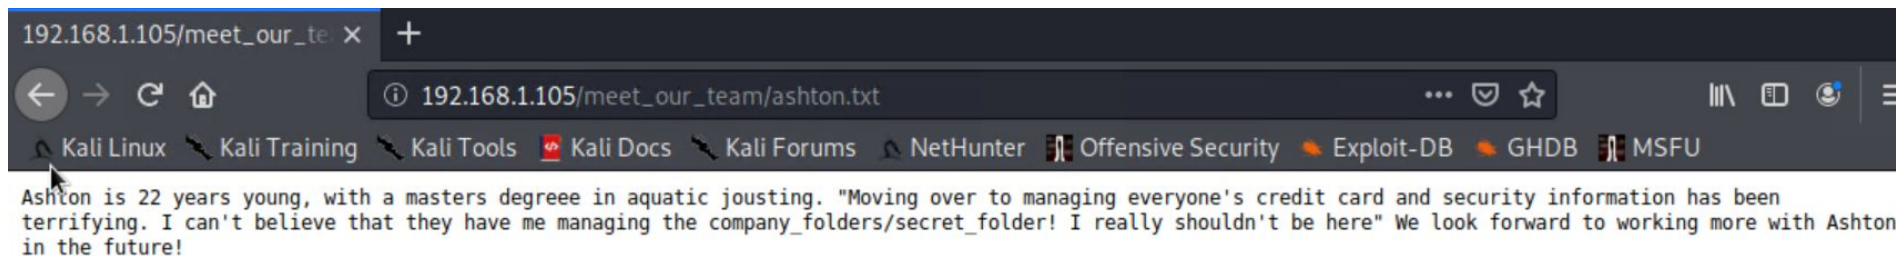 192.168.1.105/meet_our_te
192.168.1.105/meet_our_team/ashton.txt
Kali Linux Kali Training Kali Tools Kali Docs Kali Forums NetHunter Offensive Security Exploit-DB GHDB MSFU
Ashton is 22 years young, with a masters degreee in aquatic jousting. "Moving over to managing everyone's credit card and security information has been
terrifying. I can't believe that they have me managing the company_folders/secret_folder! I really shouldn't be here" We look forward to working more with Ashton
in the future!